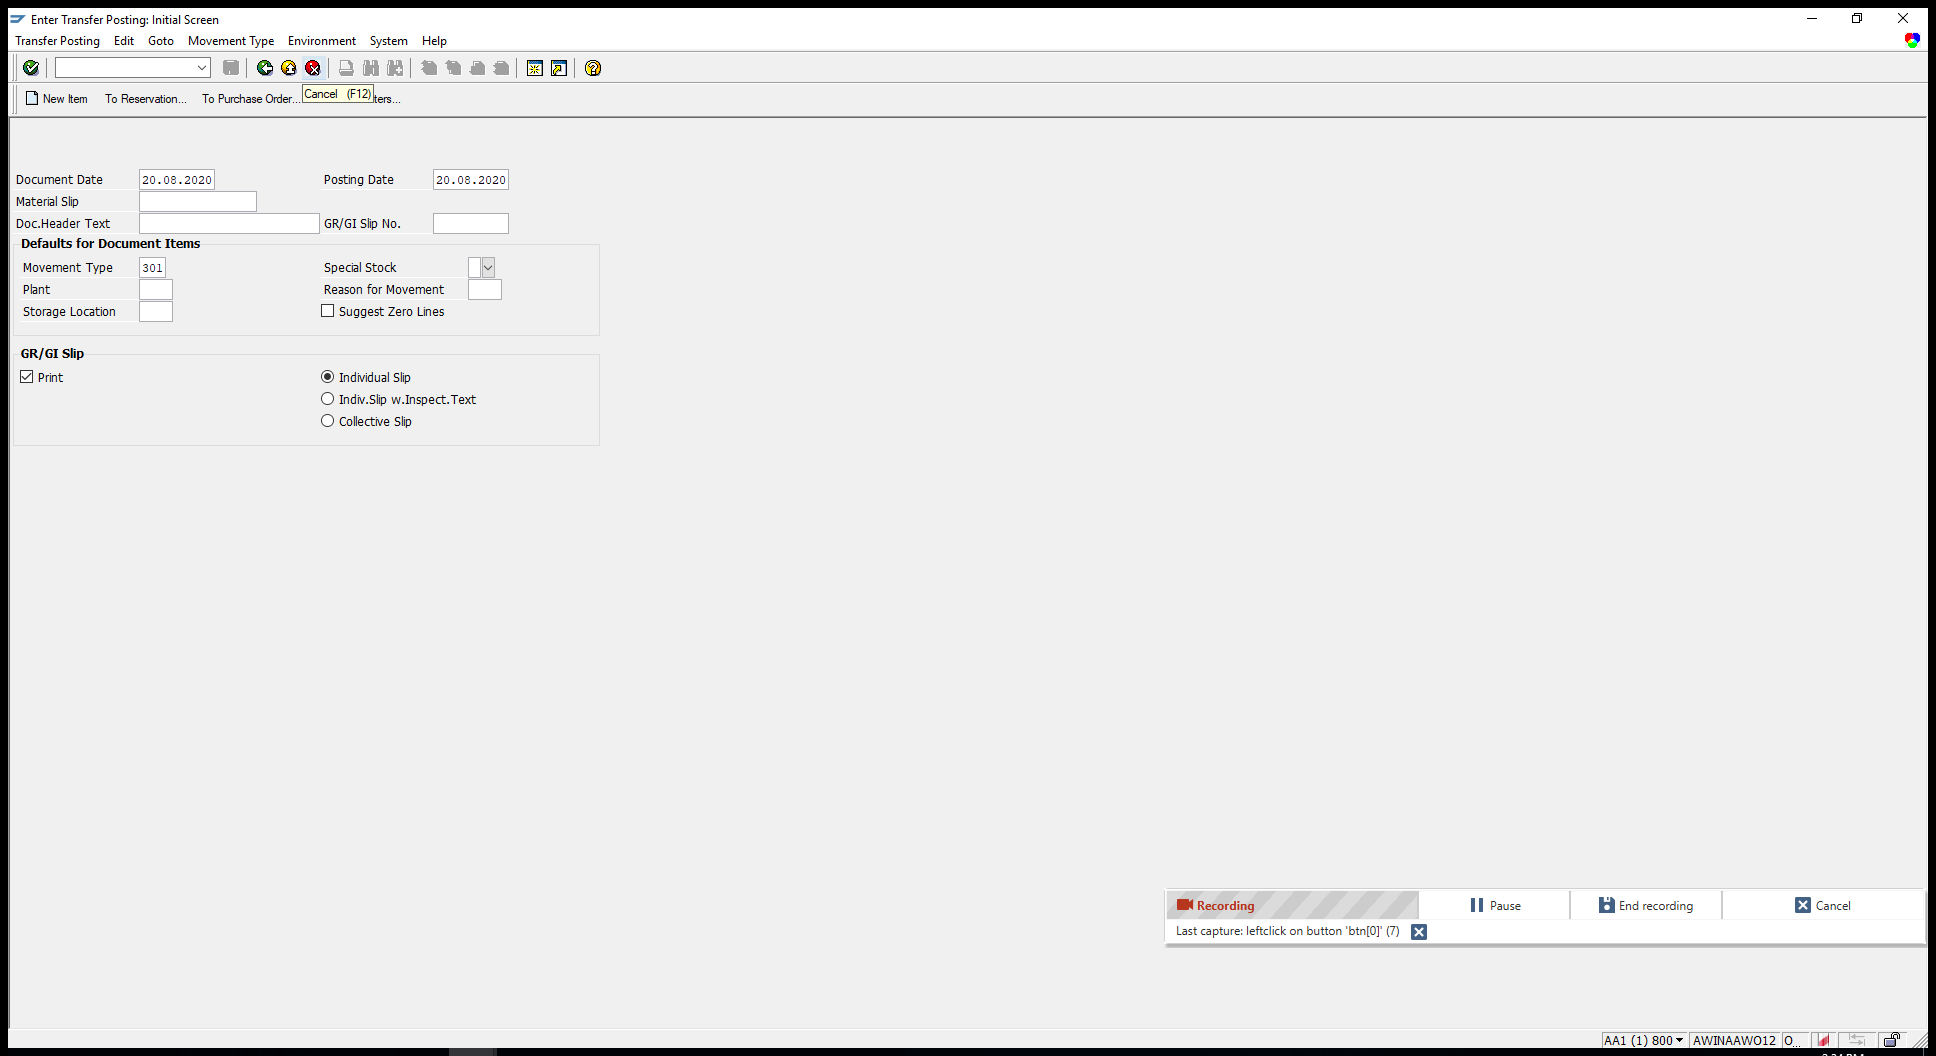 Enter Transfer Posting: Initial Screen
Transfer Posting Edit Goto Movement Type Environment System Help
Cancel (F12)
New Item To Reservation... To Purchase Order... ters...
Document Date 20.08.2020 Posting Date 20.08.2020
Material Slip
Doc.Header Text GR/GI Slip No.
Defaults for Document Items
Movement Type 301 Special Stock
Plant Reason for Movement
Storage Location Suggest Zero Lines
GR/GI Slip
Print Individual Slip
Indiv.Slip w.Inspect.Text
Collective Slip
Recording Pause End recording Cancel
Last capture: leftclick on button 'btn[0]' (7)
AA1 (1) 800 AWINAAWO12 O...